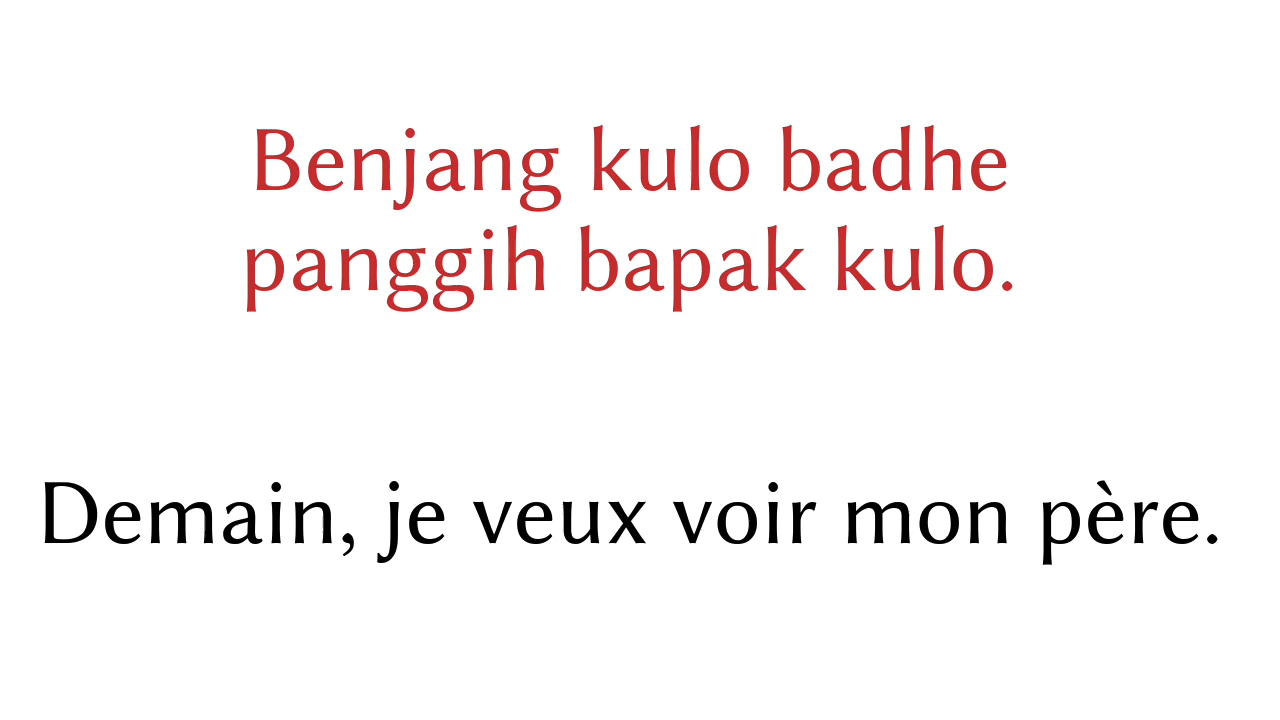 Benjang kulo badhe
panggih bapak kulo.
Demain, je veux voir mon père.